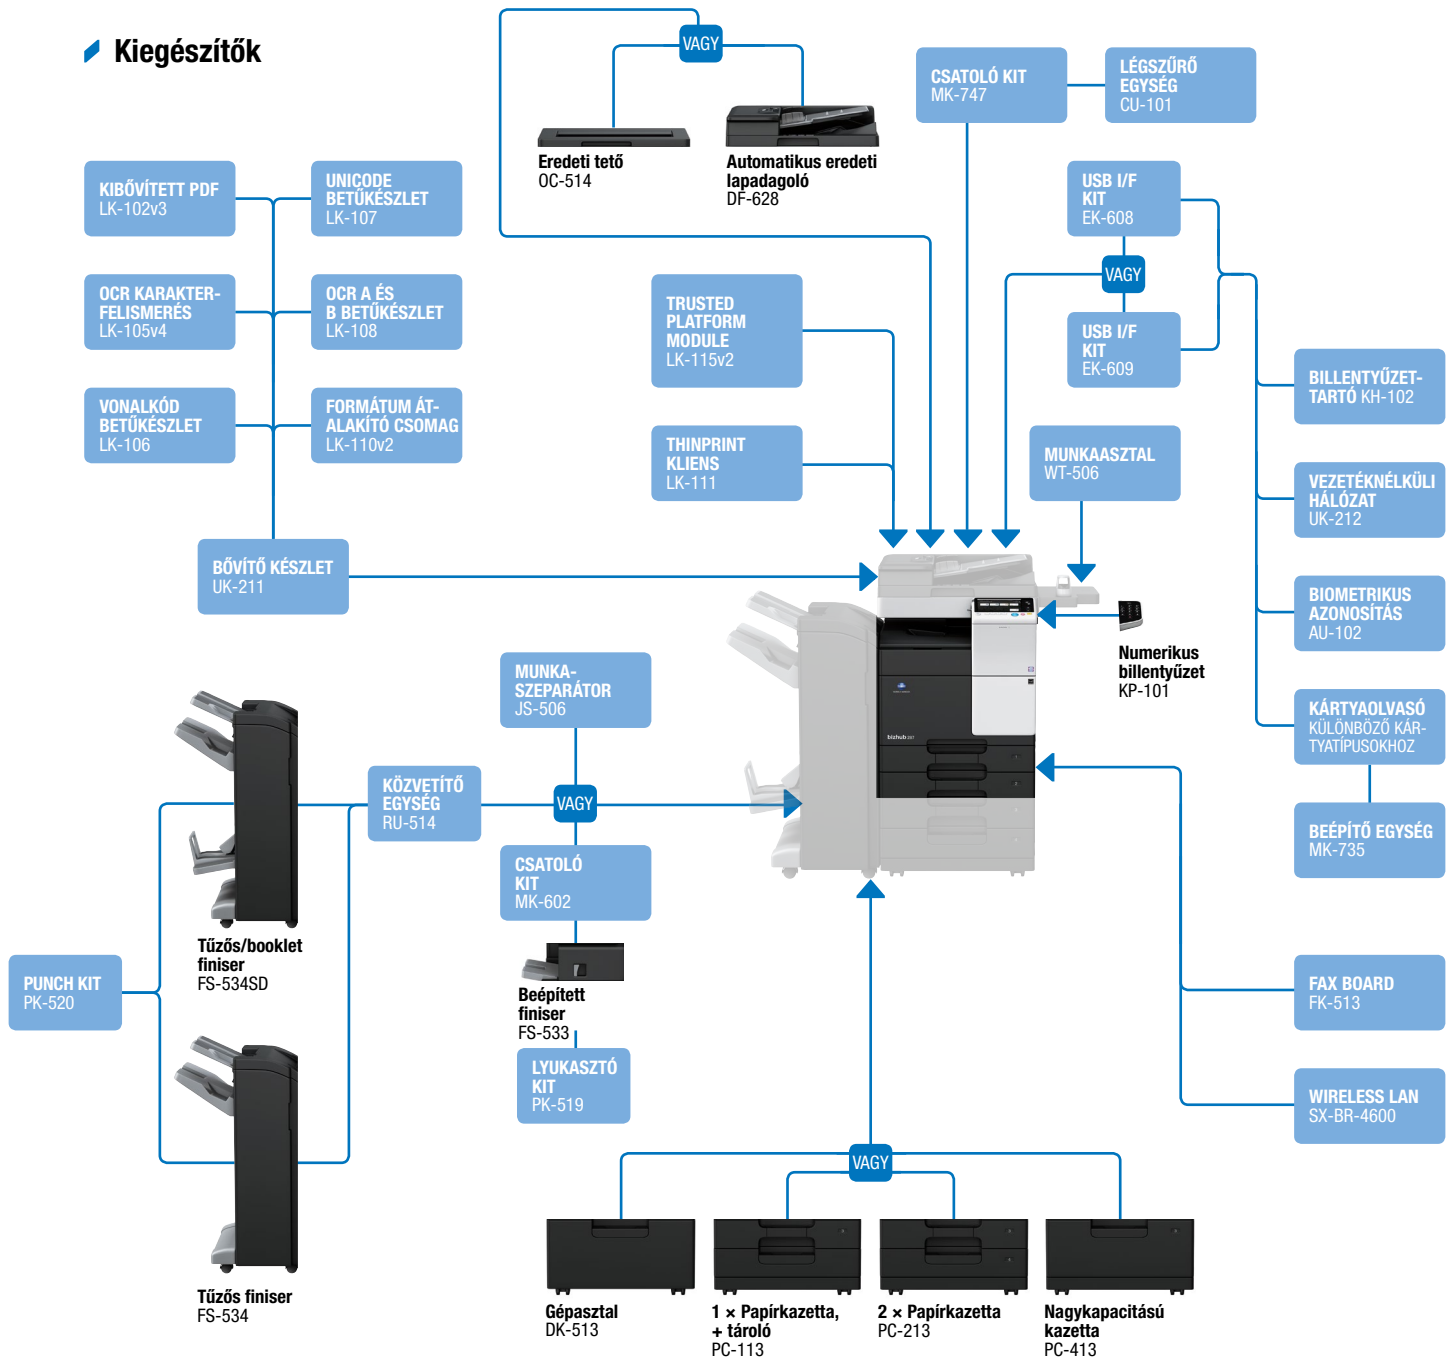 Kiegészítők
VAGY
Eredeti tető
OC-514
Automatikus eredeti
lapadagoló
DF-628
CSATOLÓ KIT
MK-747
LÉGSZŰRŐ
EGYSÉG
CU-101
KIBŐVÍTETT PDF
LK-102v3
UNICODE
BETŰKÉSZLET
LK-107
OCR KARAKTER-
FELISMERÉS
LK-105v4
OCR A ÉS
B BETŰKÉSZLET
LK-108
VONALKÓD
BETŰKÉSZLET
LK-106
FORMÁTUM ÁT-
ALAKÍTÓ CSOMAG
LK-110v2
BŐVÍTŐ KÉSZLET
UK-211
TRUSTED
PLATFORM
MODULE
LK-115v2
THINPRINT
KLIENS
LK-111
USB I/F
KIT
EK-608
VAGY
USB I/F
KIT
EK-609
MUNKAASZTAL
WT-506
BILLENTYŰZET-
TARTÓ KH-102
VEZETÉKNÉLKÜLI
HÁLÓZAT
UK-212
BIOMETRIKUS
AZONOSÍTÁS
AU-102
KÁRTYAOLVASÓ
KÜLÖNBÖZŐ KÁR-
TYATÍPUSOKHOZ
BEÉPÍTŐ EGYSÉG
MK-735
Numerikus
billentyűzet
KP-101
bizhub
MUNKA-
SZEPARÁTOR
JS-506
VAGY
KÖZVETÍTŐ
EGYSÉG
RU-514
CSATOLÓ
KIT
MK-602
Beépített
finiser
FS-533
LYUKASZTÓ
KIT
PK-519
Tűzős/booklet
finiser
FS-534SD
PUNCH KIT
PK-520
Tűzős finiser
FS-534
FAX BOARD
FK-513
WIRELESS LAN
SX-BR-4600
VAGY
Gépasztal
DK-513
1 × Papírkazetta,
+ tároló
PC-113
2 × Papírkazetta
PC-213
Nagykapacitású
kazetta
PC-413